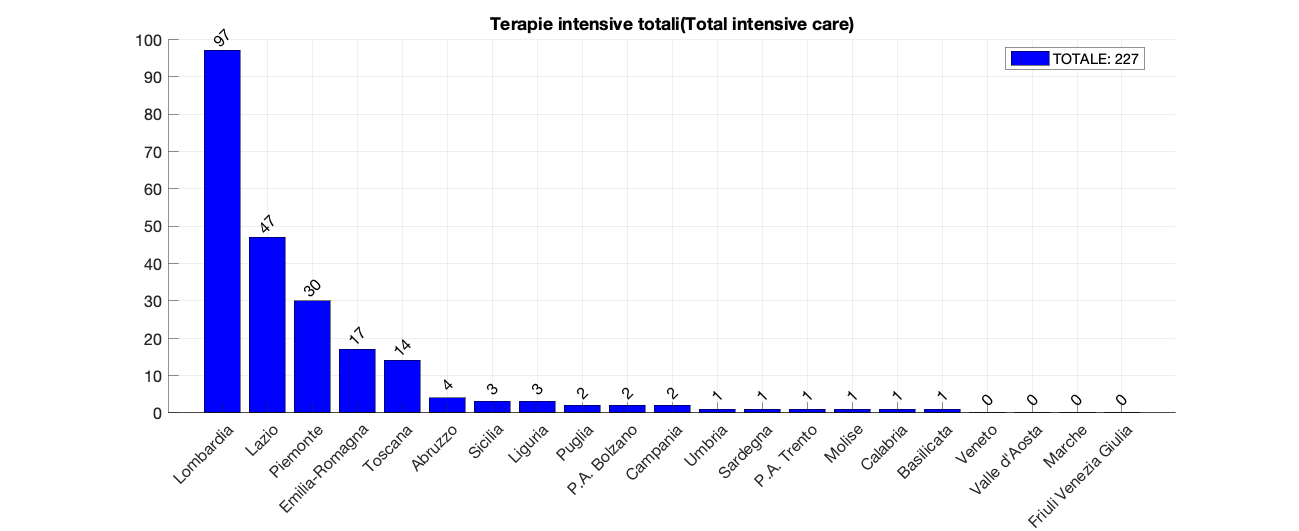 Terapie intensive totali(Total intensive care)
TOTALE: 227
100
90
80
70
60
50
40
30
20
10
0
97
47
30
17
14
4
3
3
2
2
2
1
1
1
1
1
1
0
0
0
0
Lombardia
Lazio
Piemonte
Emilia-Romagna
Toscana
Abruzzo
Sicilia
Liguria
Puglia
P.A. Bolzano
Campania
Umbria
Sardegna
P.A. Trento
Molise
Calabria
Basilicata
Veneto
Valle d'Aosta
Marche
Friuli Venezia Giulia